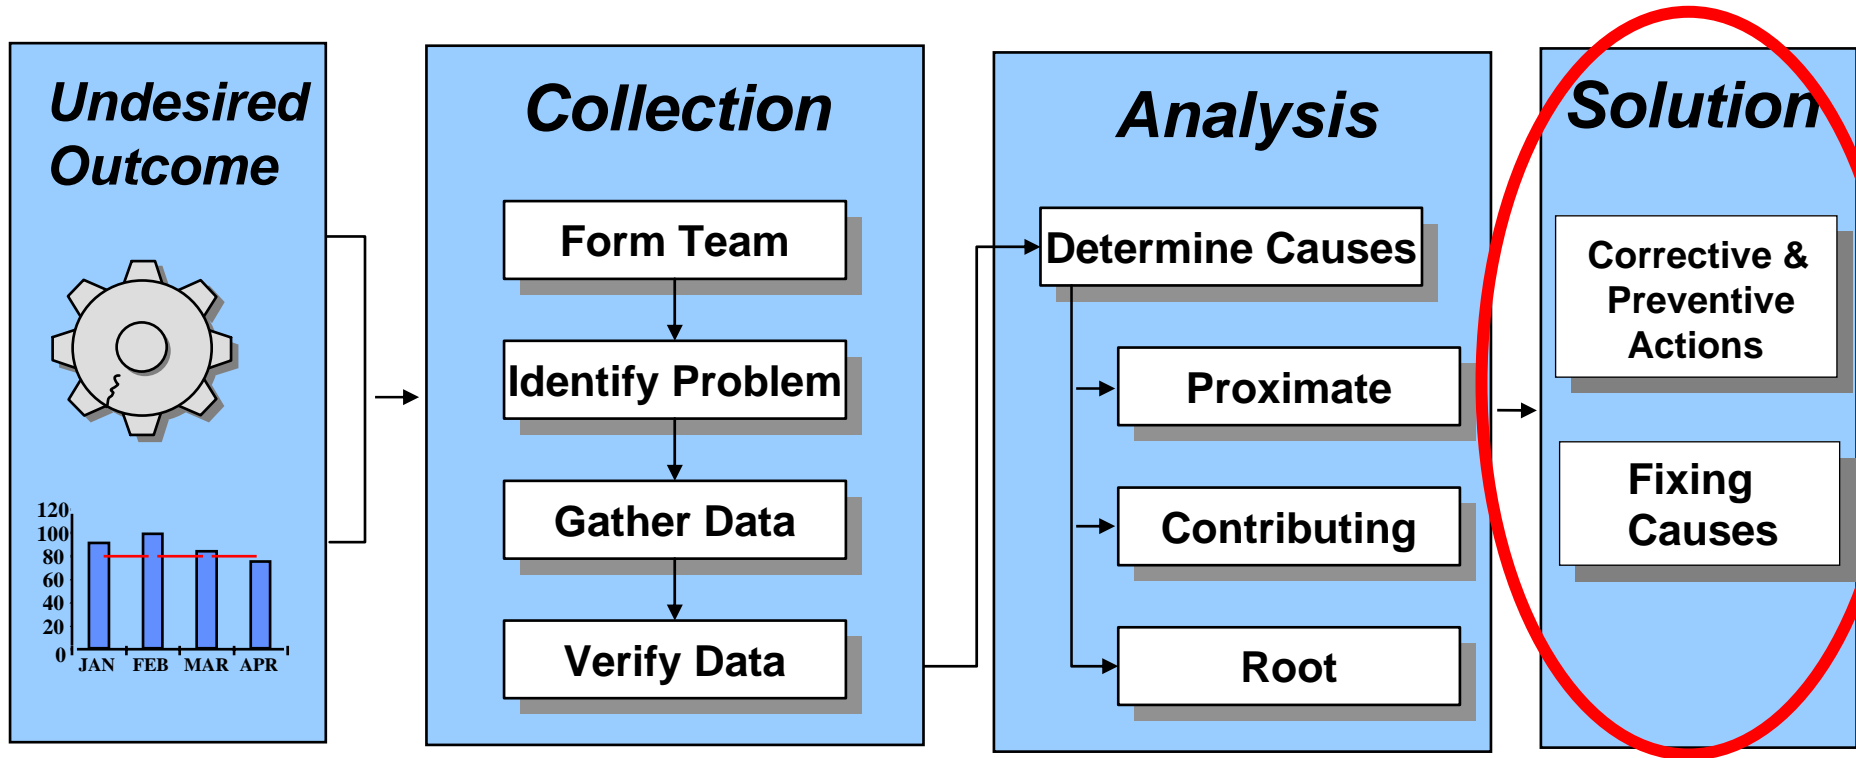 Undesired
Outcome
120
100
80
60
40
20
0
JAN FEB MAR APR
Collection
Form Team
Identify Problem
Gather Data
Verify Data
Analysis
Determine Causes
Proximate
Contributing
Root
Solution
Corrective &
Preventive
Actions
Fixing
Causes